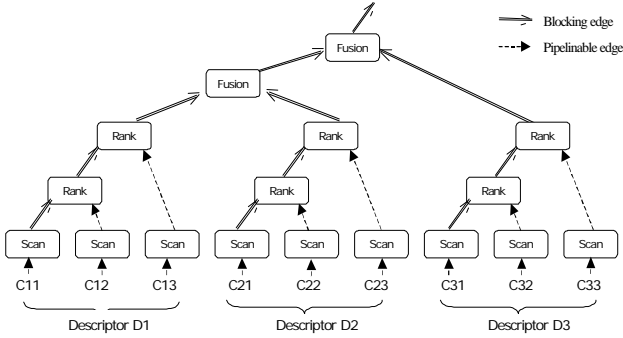 Blocking edge
Fusion
Pipelinable edge
Fusion
Rank Rank Rank
Rank Rank Rank
Scan Scan Scan Scan Scan Scan Scan Scan Scan
C11 C12 C13 C21 C22 C23 C31 C32 C33
Descriptor D1 Descriptor D2 Descriptor D3